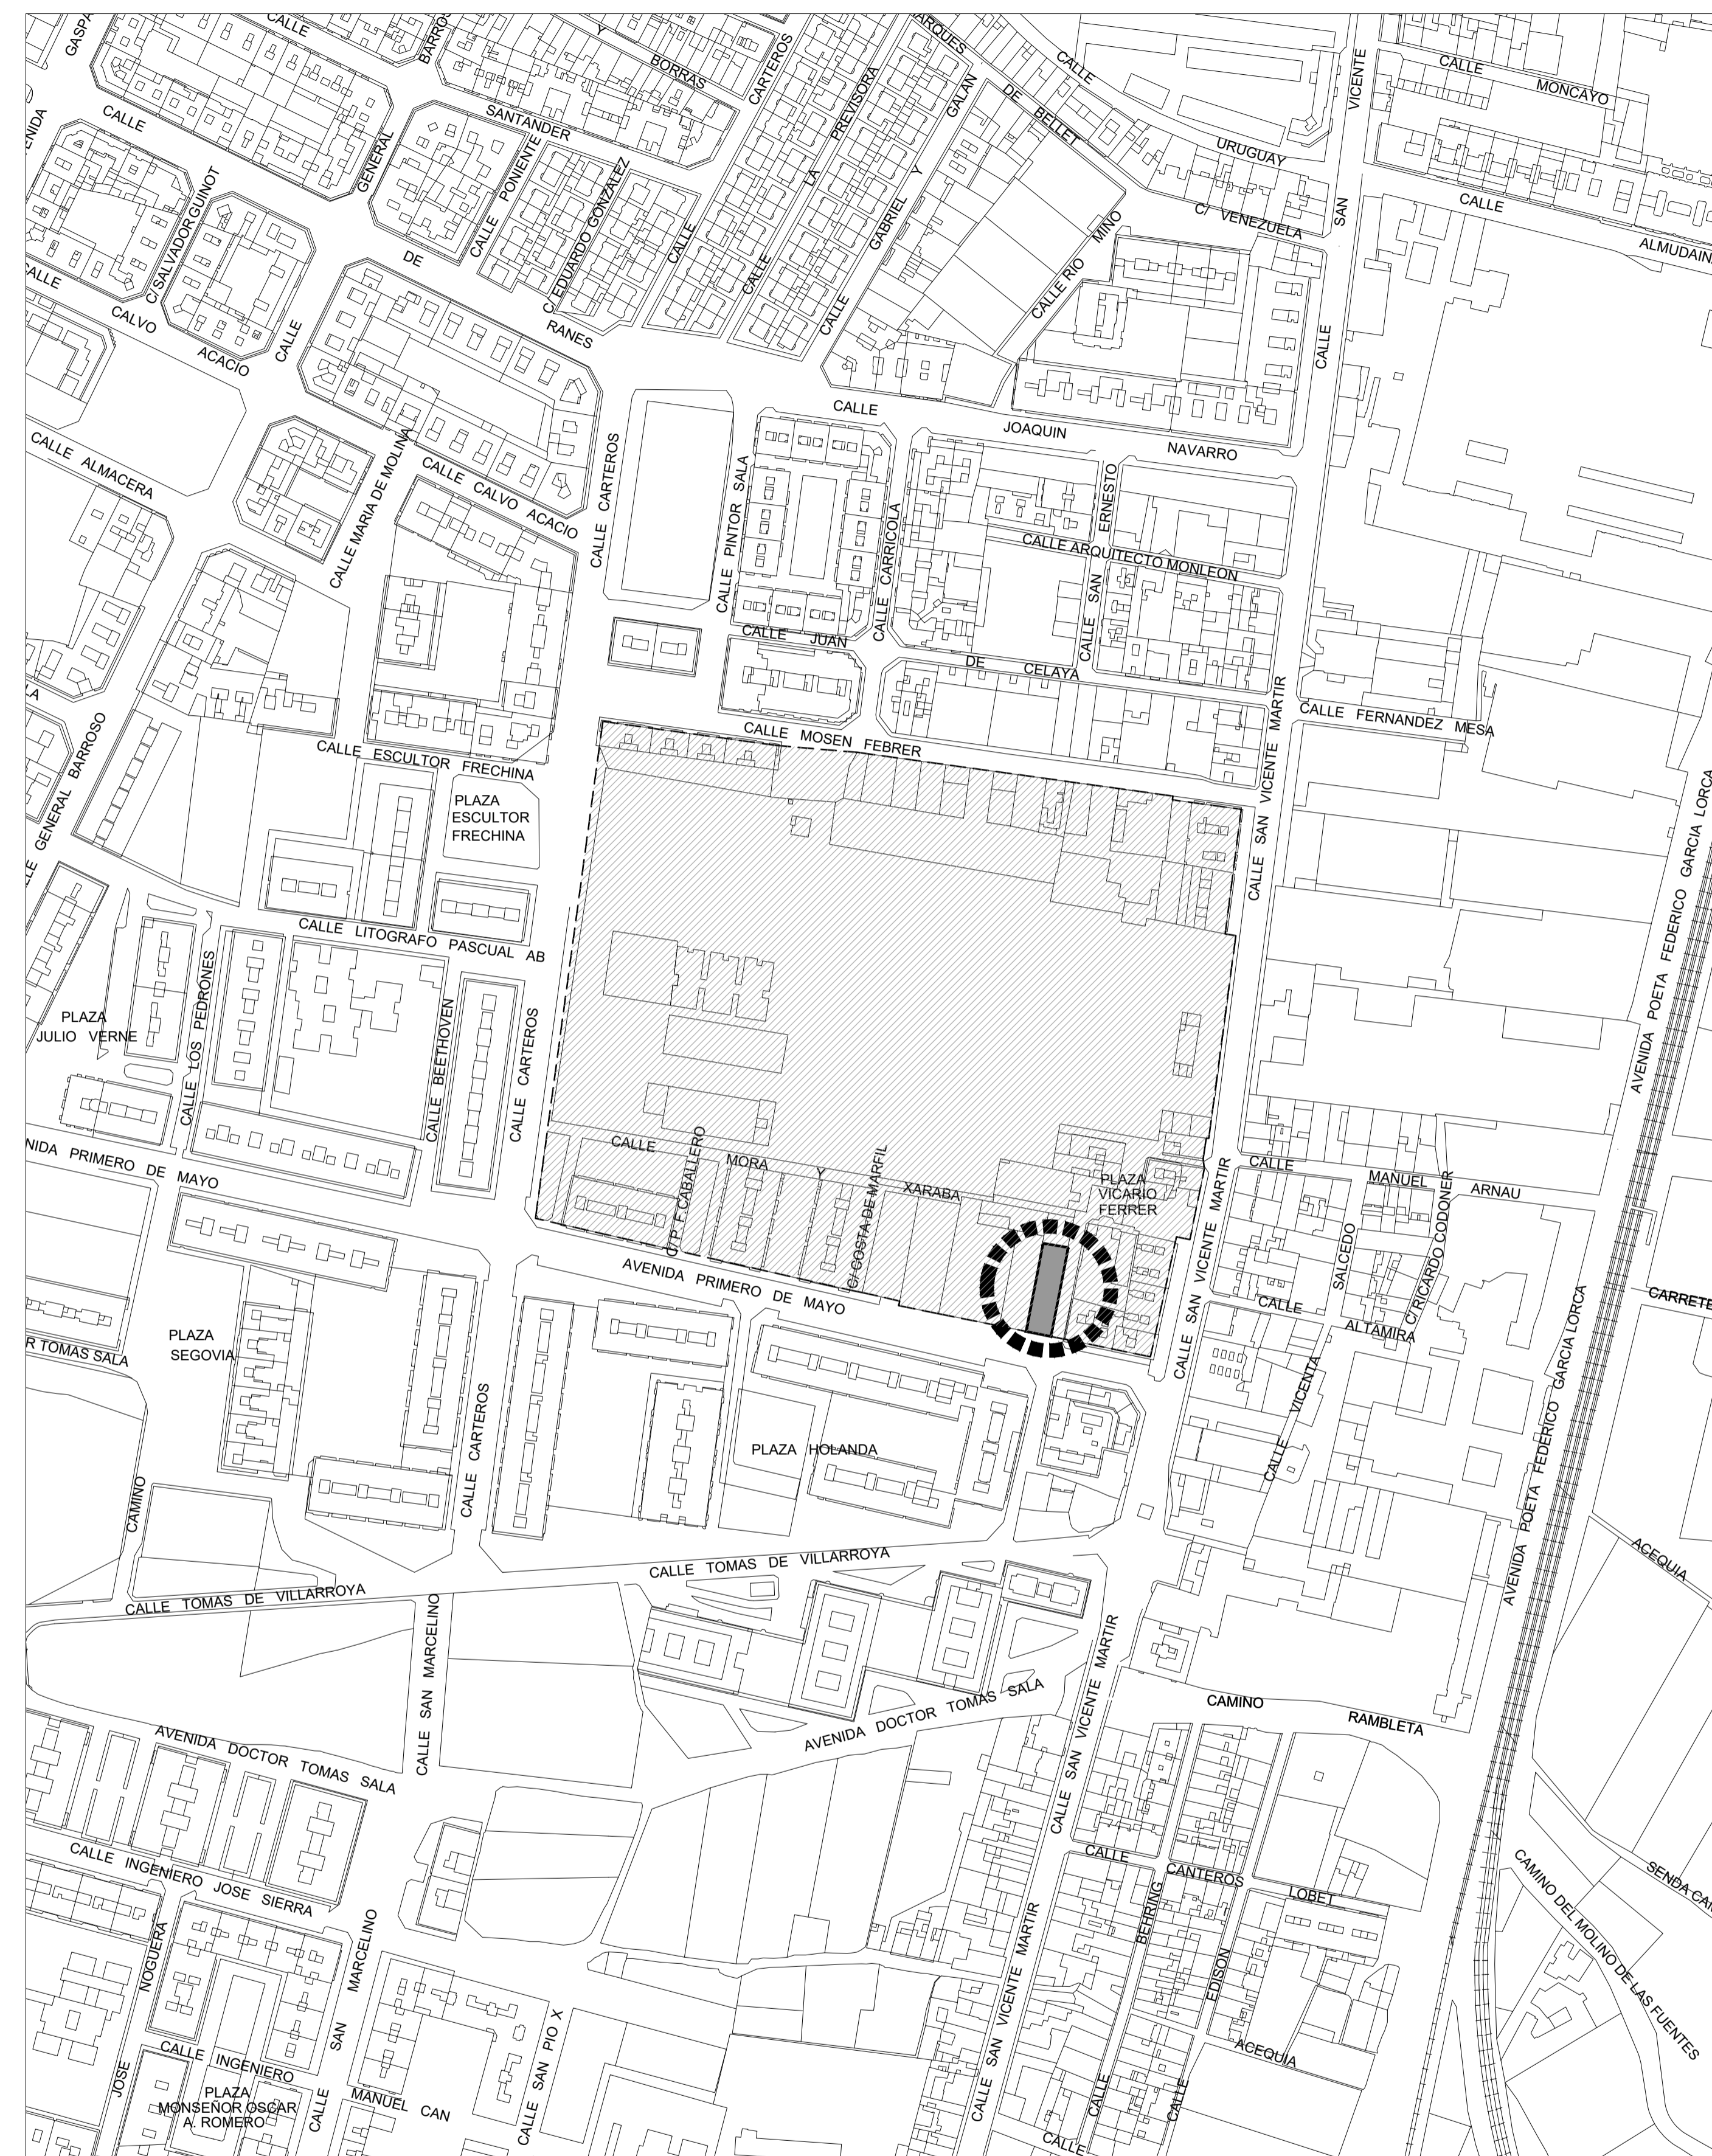 CALLE
BARROS
Y
BORRAS
CARTEROS
CALLE
DE BELLET
VICENTE
CALLE MONCAYO
CALLE
SANTANDER
LA PREVISORA
GALAN
URUGUAY
GENERAL
CALLE PONIENTE
C/ EDUARDO GONZALEZ
GABRIEL Y
C/ VENEZUELA
SAN
CALLE
ALMUDAIN
C/SALVADOR GUINOT
DE
CALLE
CALLE
CALLE RIO MINO
CALVO
ACACIO
CALLE
RANES
CALLE
CALLE
CALLE ALMACERA
CALLE MARIA DE MOLINA
CALLE CALVO ACACIO
CALLE CARTEROS
CALLE PINTOR SALA
CALLE
JOAQUIN
NAVARRO
CALLE CARRICOLA
ERNESTO
SAN
CALLE
CALLE ARQUITECTO MONLEON
CALLE JUAN
DE CELAYA
CALLE FERNANDEZ MESA
GENERAL BARROSO
CALLE MOSEN FEBRER
CALLE SAN VICENTE MARTIR
CALLE ESCULTOR FRECHINA
PLAZA
ESCULTOR
FRECHINA
AVENIDA POETA FEDERICO GARCIA LORCA
CALLE LITOGRAFO PASCUAL AB
PLAZA
JULIO VERNE
CALLE LOS PEDRONES
CALLE BEETHOVEN
CALLE CARTEROS
NIDA PRIMERO DE MAYO
CALLE
MORA
Y
XARABA
C/ P. F. CABALLERO
C/ COSTA DE MARFIL
PLAZA
VICARIO
FERRER
CALLE SAN VICENTE MARTIR
CALLE
MANUEL
ARNAU
SALCEDO
C/ RICARDO CODONER
CALLE
ALTAMIRA
CARRETE
AVENIDA PRIMERO DE MAYO
PLAZA
SEGOVIA
R TOMAS SALA
CALLE CARTEROS
PLAZA HOLANDA
VICENTA
CALLE
CAMINO
AVENIDA POETA FEDERICO GARCIA LORCA
ACEQUIA
CALLE TOMAS DE VILLARROYA
CALLE TOMAS DE VILLARROYA
CALLE SAN MARCELINO
CALLE SAN VICENTE MARTIR
AVENIDA DOCTOR TOMAS SALA
CAMINO
RAMBLETA
AVENIDA DOCTOR TOMAS SALA
CALLE INGENIERO JOSE SIERRA
CALLE
CANTEROS
LOBET
SENDA CA
CAMINO DEL MOLINO DE LAS FUENTES
NOGUERA
JOSE
MARCELINO
SAN
CALLE
CALLE SAN VICENTE MARTIR
BEHRING
EDISON
ACEQUIA
CALLE INGENIERO
MANUEL CAN
CALLE SAN PIO X
PLAZA
MONSEÑOR OSCAR
A. ROMERO
CALLE
CALLE
CALLE